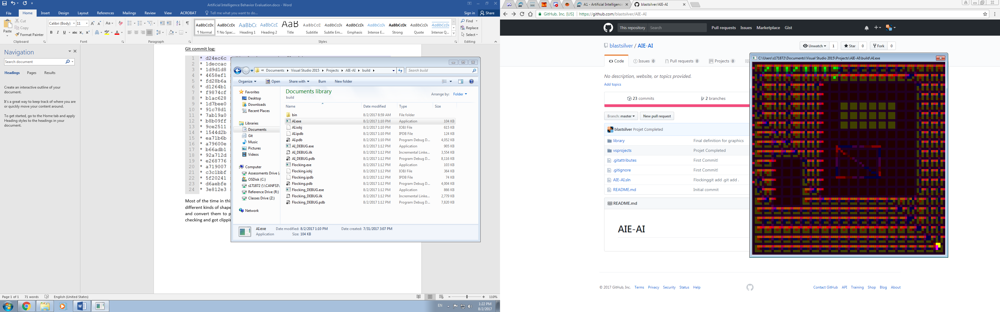 Artificial Intelligence Behavior Evaluation.docx - Word
File Home Insert Design Layout References Mailings Review View ACROBAT Tell me what you want to do... Sign in Share
Paste Cut Copy Format Painter
Calibri (Body) 11
Clipboard Font Paragraph Styles Editing
AaBbCcDc AaBbCcDc AaBbCc AaBbCcD AaB AaBbCcD AaBbCcDc AaBbCcDc AaBbCcDc AaBbCcDc AaBbCcDc AaBbCcDc
¶ Normal ¶ No Spac... Heading 1 Heading 2 Title Subtitle Subtle Em... Emphasis Intense E... Strong Quote Intense Q...
Find Replace Select
Navigation
Search document
Headings Pages Results
Create an interactive outline of your
document.
It's a great way to keep track of where you are
or quickly move your content around.
To get started, go to the Home tab and apply
Heading styles to the headings in your
document.
Git commit log:
1 * d24ec6c
2 * 1deccac
3 * 1d9d1d8
4 * 4658ef1
5 * fd28b6a
6 * d1264b1
7 * f9874cf
8 * b1ac628
9 * 1d7bee0
10 * 91c78d1
11 * 7ab19a0
12 * b8b09ff
13 * 9ce2511
14 * 1544d2b
15 * ea71b6b
16 * a79600e
17 * b66adb1
18 * 92a712d
19 * e268776
20 * a719007
21 * c3c1bbf
22 * 5f20241
23 * d6aebfe
24 * 3e812e3
Most of the time in this
different kinds of shape
and convert them to p
checking and got clippin
« Documents Visual Studio 2015 Projects AIE-AI build Search build
Organize Open Share with Burn New folder
Favorites
Desktop
Downloads
Recent Places
Libraries
Documents
Git
Music
Pictures
Videos
Computer
Assessments Drive (
OSDisk (C:)
s171872 (\\CANFS3\
Reference Drive (R:)
Classes Drive (Z:)
Network
Documents library
build
Arrange by: Folder
Name Date modified Type Size
bin 8/2/2017 8:59 AM File folder
AI.exe 8/2/2017 1:10 PM Application 104 KB
AI.iobj 8/2/2017 1:10 PM IOBJ File 615 KB
AI.ipdb 8/2/2017 1:10 PM IPDB File 124 KB
AI.pdb 8/2/2017 1:10 PM Program Debug D... 4,052 KB
AI_DEBUG.exe 8/2/2017 1:12 PM Application 905 KB
AI_DEBUG.ilk 8/2/2017 1:12 PM Incremental Linke... 3,554 KB
AI_DEBUG.pdb 8/2/2017 1:12 PM Program Debug D... 8,116 KB
Flocking.exe 8/2/2017 1:12 PM Application 103 KB
Flocking.iobj 8/2/2017 1:12 PM IOBJ File 364 KB
Flocking.ipdb 8/2/2017 1:12 PM IPDB File 74 KB
Flocking.pdb 8/2/2017 1:12 PM Program Debug D... 4,004 KB
Flocking_DEBUG.exe 8/2/2017 1:12 PM Application 866 KB
Flocking_DEBUG.ilk 8/2/2017 1:12 PM Incremental Linke... 2,779 KB
Flocking_DEBUG.pdb 8/2/2017 1:12 PM Program Debug D... 7,820 KB
AI.exe Date modified: 8/2/2017 1:10 PM Date created: 7/31/2017 3:07 PM
Application Size: 104 KB
Page 1 of 1 71 words English (United States) 110%
EN 1:22 PM
8/2/2017
A1 - Artificial Intelligence blastsilver/AIE-AI
GitHub, Inc. [US] https://github.com/blastsilver/AIE-AI
This repository Search Pull requests Issues Marketplace Gist
blastsilver / AIE-AI
Unwatch 1 Star 0 Fork 0
Code Issues 0 Pull requests 0 Projects 0
No description, website, or topics provided.
Add topics
23 commits 2 branches
Branch: master New pull request
blastsilver Projet Completed
library Final definition for graphics
vsprojects Projet Completed
.gitattributes First Commit!
.gitignore First Commit!
AIE-AI.sln Flockinggit add .git add .
README.md Initial commit
README.md
AIE-AI
C:\Users\s171872\Documents\Visual Studio 2015\Projects\AIE-AI\build\AI.exe
© 2017 GitHub, Inc. Terms Privacy Security Status Help
Contact GitHub API Training Shop Blog About